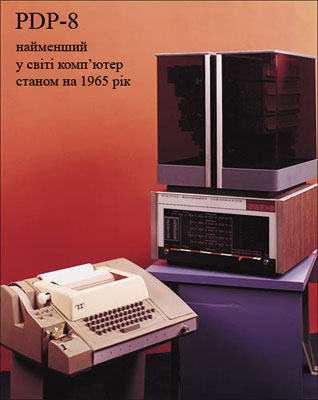 PDP-8
найменший
у світі комп’ютер
станом на 1965 рік